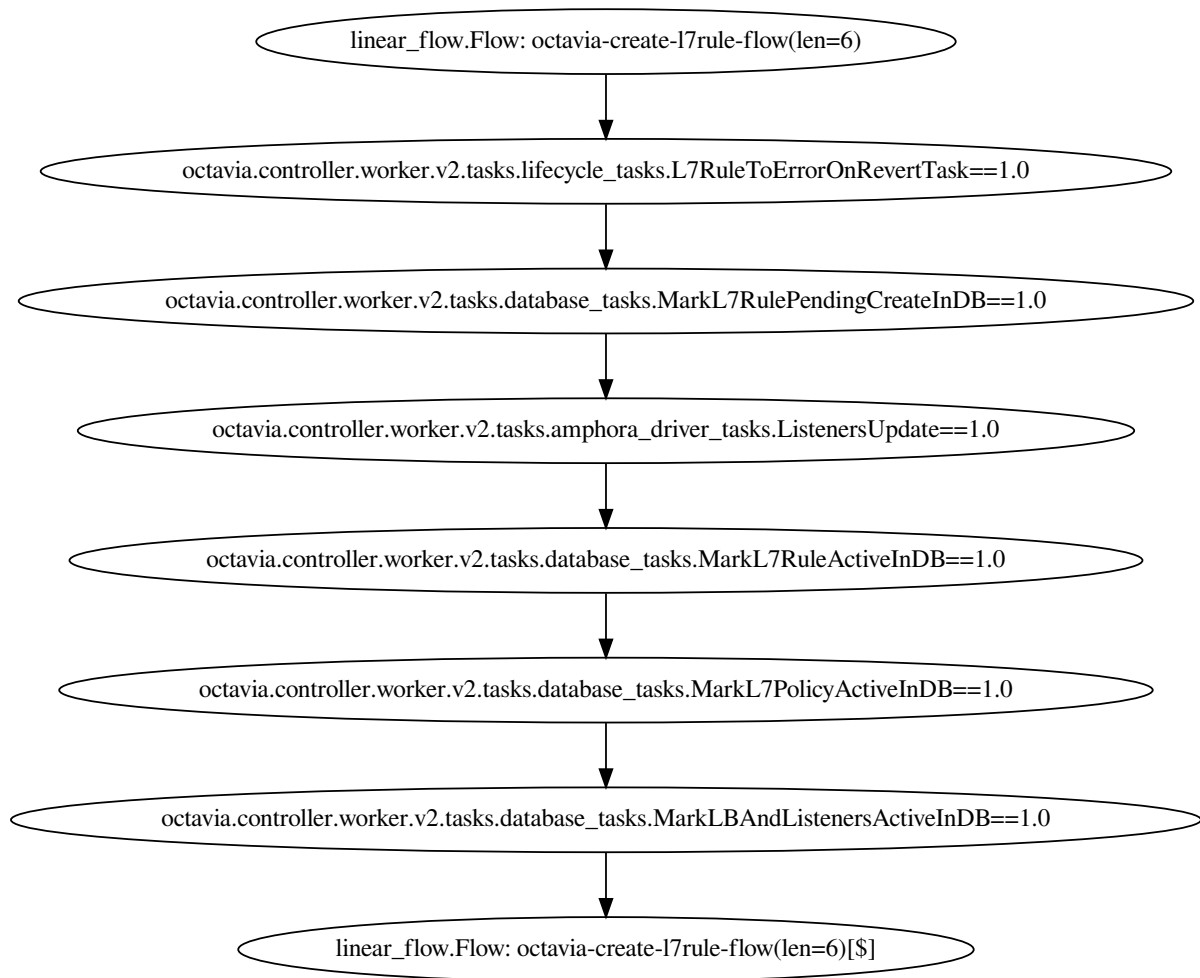 linear_flow.Flow: octavia-create-l7rule-flow(len=6)
octavia.controller.worker.v2.tasks.lifecycle_tasks.L7RuleToErrorOnRevertTask==1.0
octavia.controller.worker.v2.tasks.database_tasks.MarkL7RulePendingCreateInDB==1.0
octavia.controller.worker.v2.tasks.amphora_driver_tasks.ListenersUpdate==1.0
octavia.controller.worker.v2.tasks.database_tasks.MarkL7RuleActiveInDB==1.0
octavia.controller.worker.v2.tasks.database_tasks.MarkL7PolicyActiveInDB==1.0
octavia.controller.worker.v2.tasks.database_tasks.MarkLBAndListenersActiveInDB==1.0
linear_flow.Flow: octavia-create-l7rule-flow(len=6)[$]